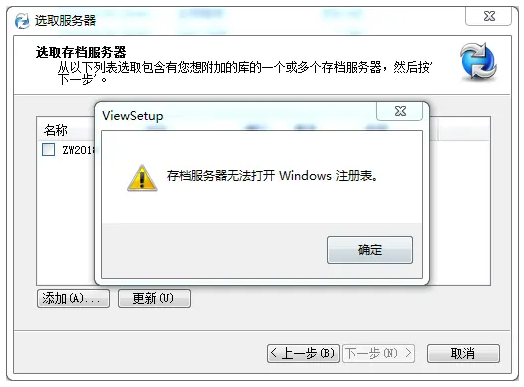 选取服务器
选取存档服务器
从以下列表选取包含有您想附加的库的一个或多个存档服务器，然后按'
下一步'。
名称
ZW2018
ViewSetup
存档服务器无法打开 Windows 注册表。
确定
添加(A)... 更新(U)
< 上一步(B) 下一步(N) > 取消